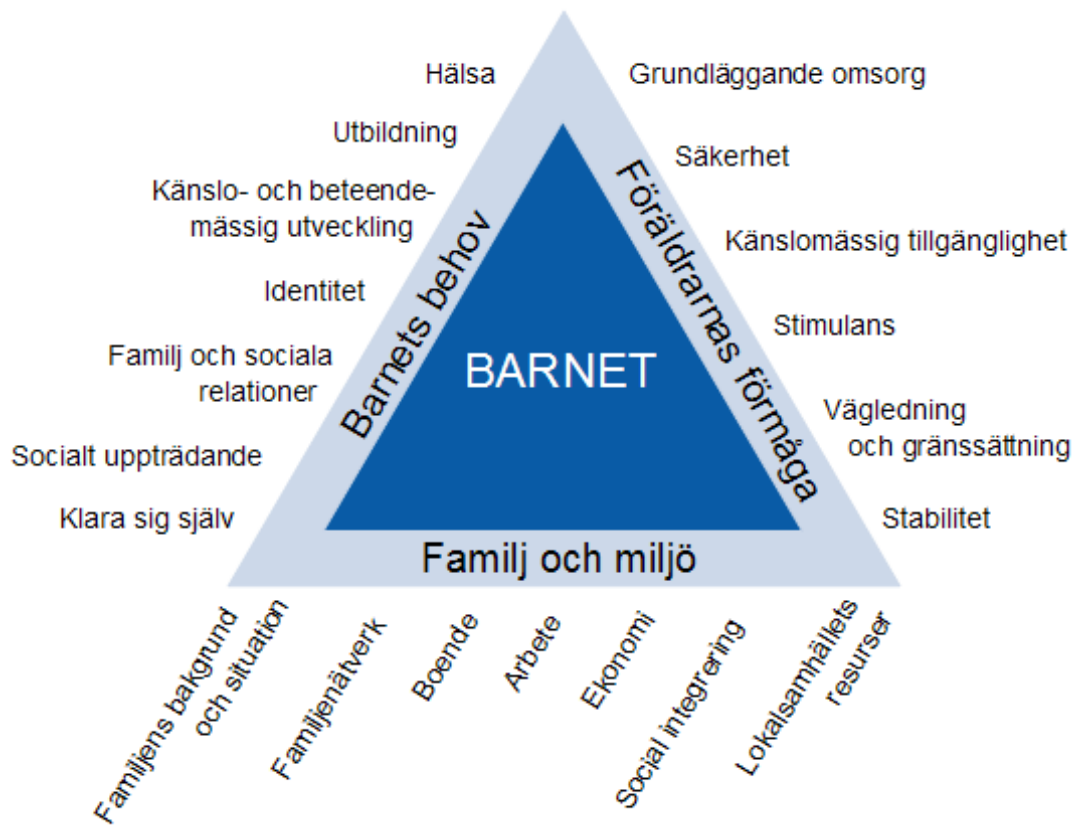 Hälsa
Utbildning
Känslo- och beteende-
mässig utveckling
Identitet
Familj och sociala
relationer
Socialt uppträdande
Klara sig själv
Barnets behov
BARNET
Föräldrarnas förmåga
Grundläggande omsorg
Säkerhet
Känslomässig tillgänglighet
Stimulans
Vägledning
och gränssättning
Stabilitet
Familj och miljö
Familjens bakgrund
och situation
Familjenätverk
Boende
Arbete
Ekonomi
Social integrering
Lokalsamhällets
resurser